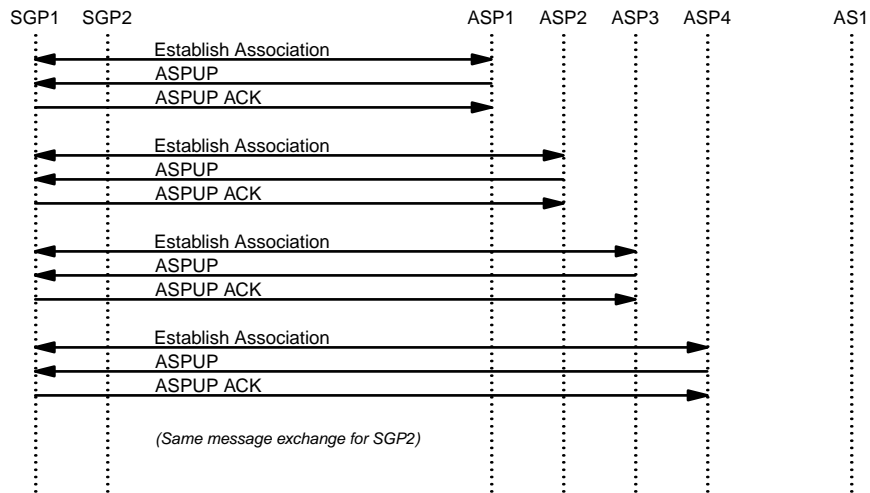 SGP1 SGP2 ASP1 ASP2 ASP3 ASP4 AS1
Establish Association
ASPUP
ASPUP ACK
Establish Association
ASPUP
ASPUP ACK
Establish Association
ASPUP
ASPUP ACK
Establish Association
ASPUP
ASPUP ACK
(Same message exchange for SGP2)